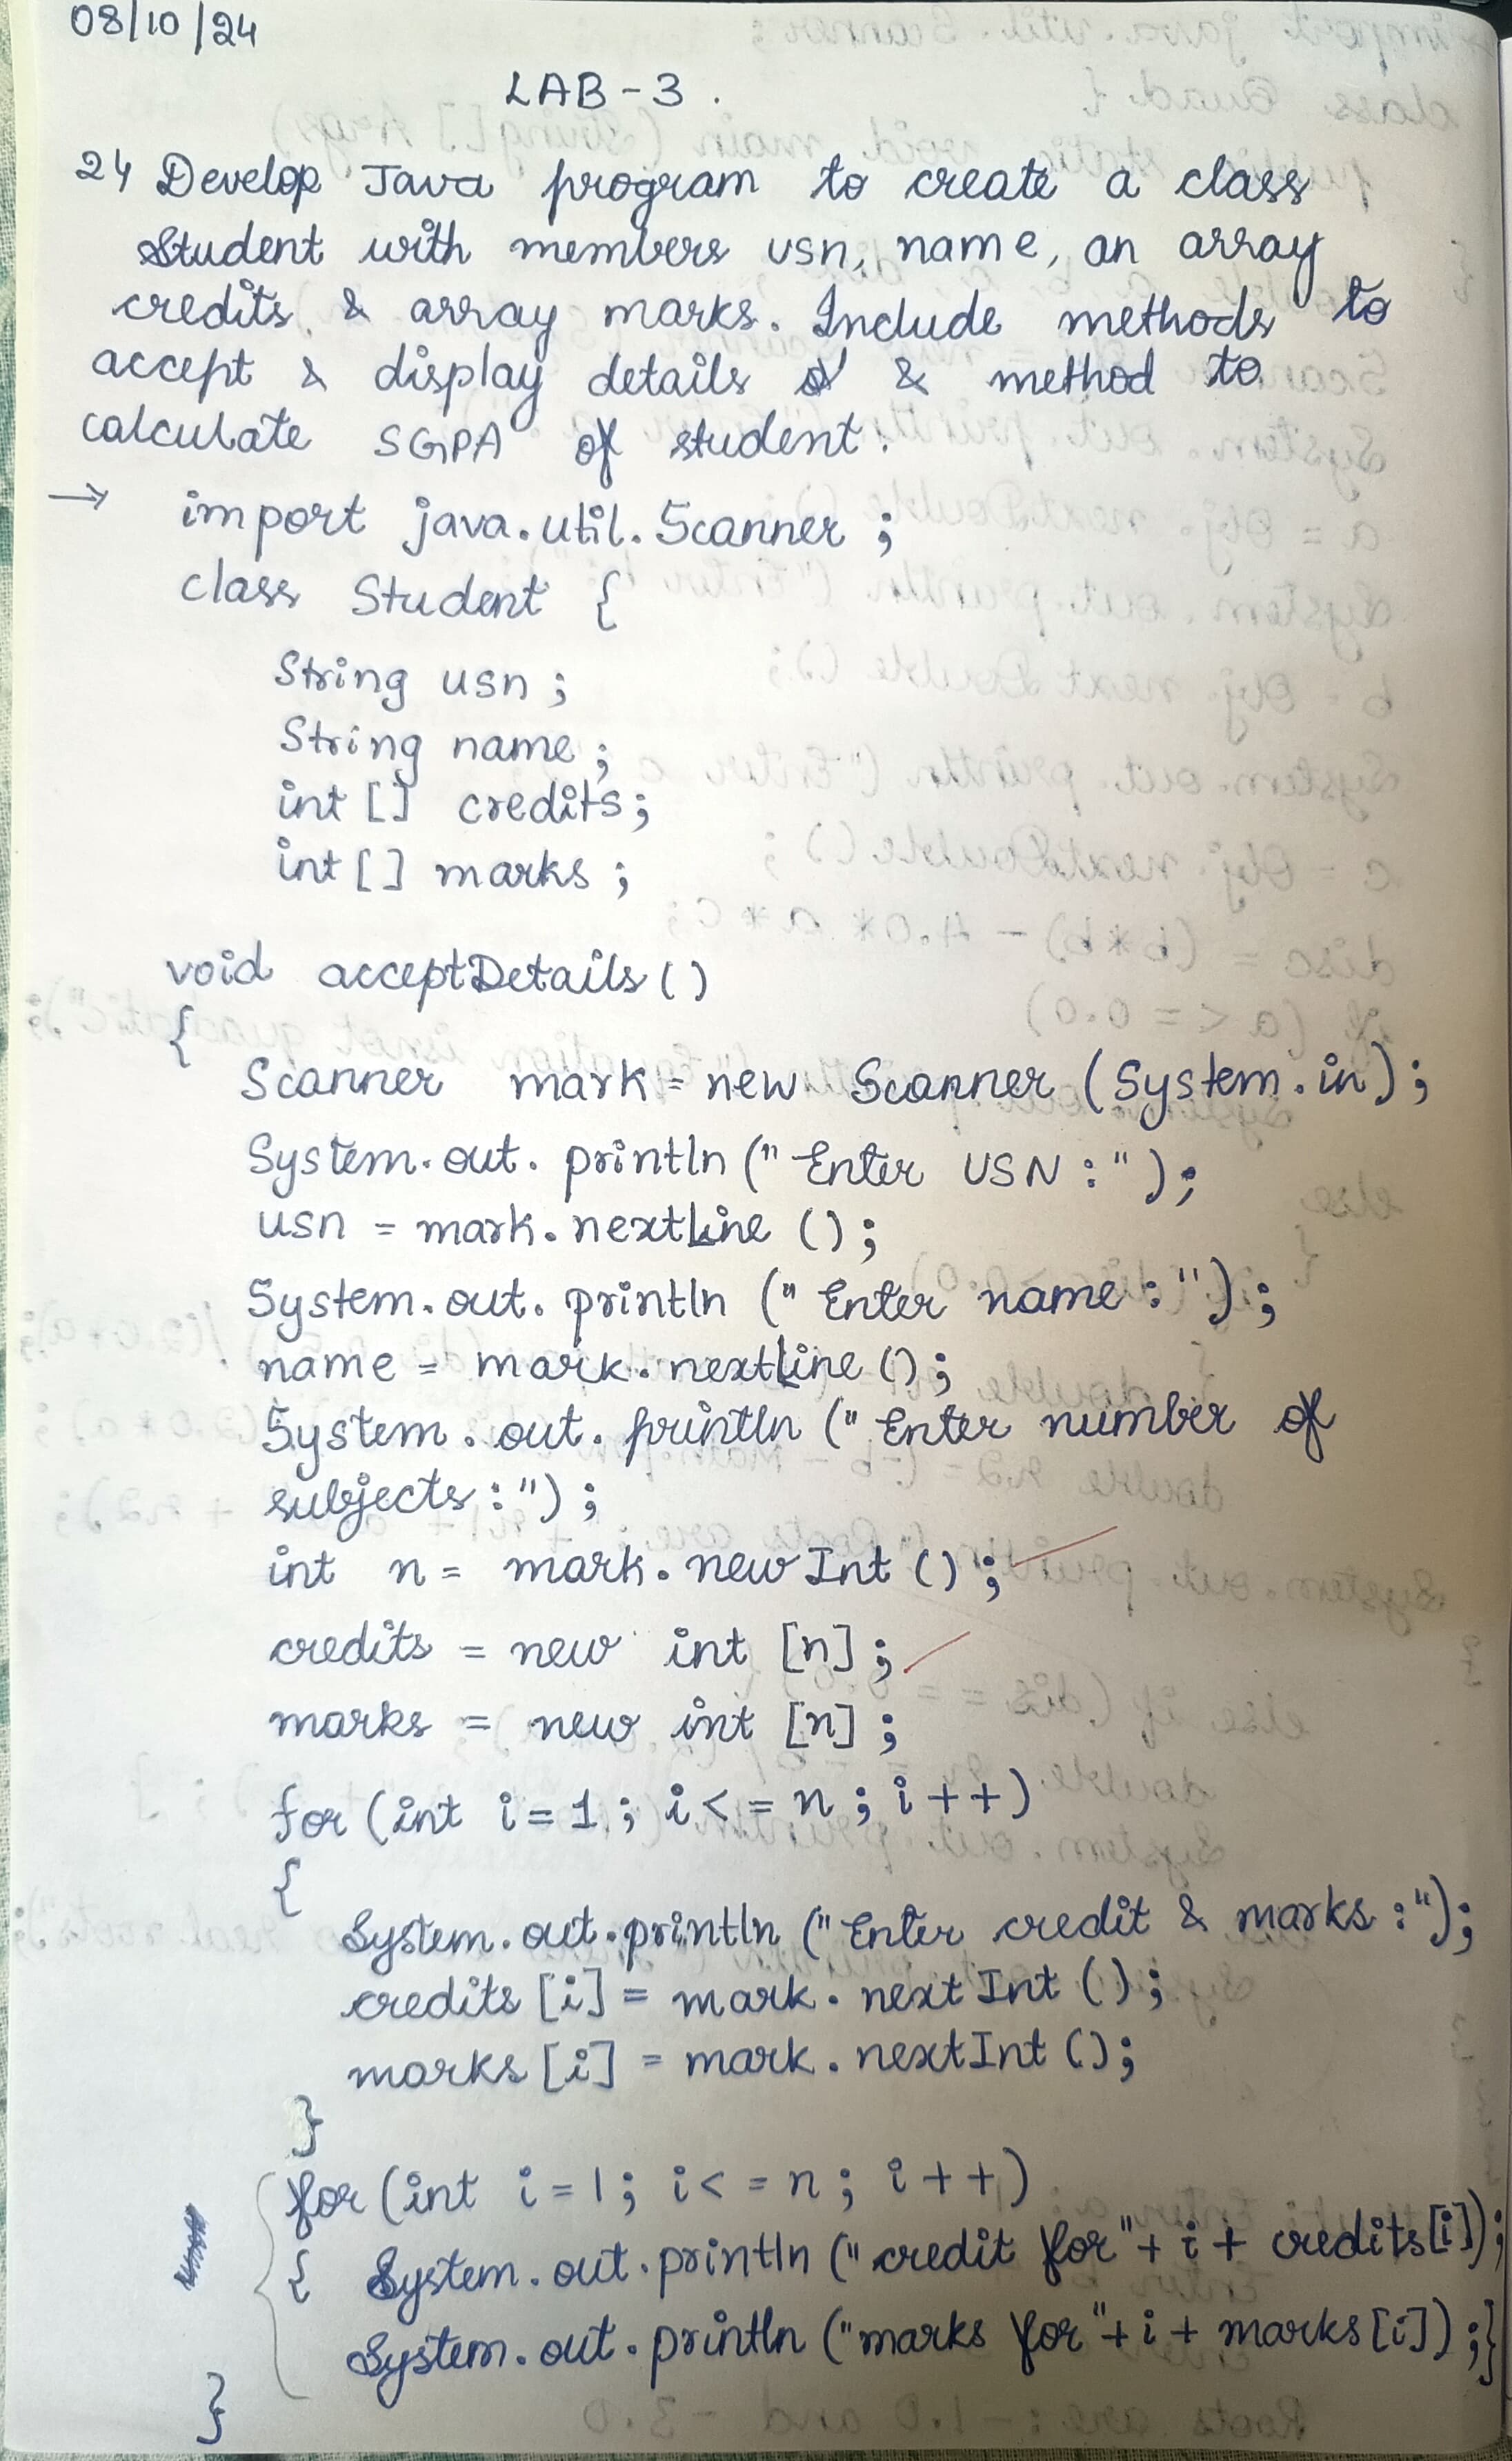 08/10/24
LAB-3.
24 Develop Java program to create a class
Student with members usn, name, an array
credits & array marks. Include methods to
accept & display details & method to
calculate SGPA of student.
→ import java.util.Scanner;
class Student {
String usn;
String name;
int [] credits;
int [] marks;
void acceptDetails()
{
Scanner mark = new Scanner (System.in);
System.out.println (" Enter USN : ");
usn = mark.nextLine ();
System.out.println (" Enter name : ");
name = mark.nextLine ();
System.out.println (" Enter number of
subjects : ");
int n = mark.newInt ();
credits = new int [n];
marks = new int [n];
for (int i = 1 ; i <= n ; i ++)
{
System.out.println (" Enter credit & marks : ");
credits [i] = mark.nextInt ();
marks [i] = mark.nextInt ();
}
for (int i = 1; i <= n ; i ++)
{ System.out.println (" credit for" + i + credits[i]);
System.out.println ("marks for" + i + marks [i]) ;}
}